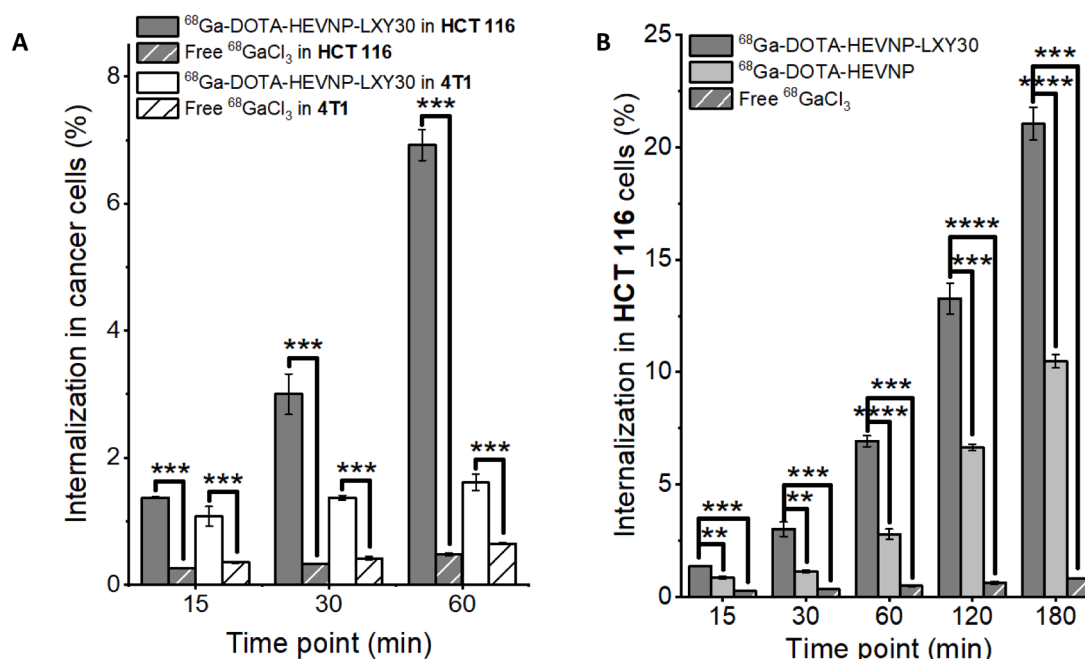 A
⁶⁸Ga-DOTA-HEVNP-LXY30 in HCT 116
Free ⁶⁸GaCl₃ in HCT 116
⁶⁸Ga-DOTA-HEVNP-LXY30 in 4T1
Free ⁶⁸GaCl₃ in 4T1
Internalization in cancer cells (%)
8
6
4
2
0
***
***
***
***
***
***
15
30
60
Time point (min)
B
⁶⁸Ga-DOTA-HEVNP-LXY30
⁶⁸Ga-DOTA-HEVNP
Free ⁶⁸GaCl₃
Internalization in HCT 116 cells (%)
25
20
15
10
5
0
***
**
***
**
***
****
****
***
***
****
15
30
60
120
180
Time point (min)